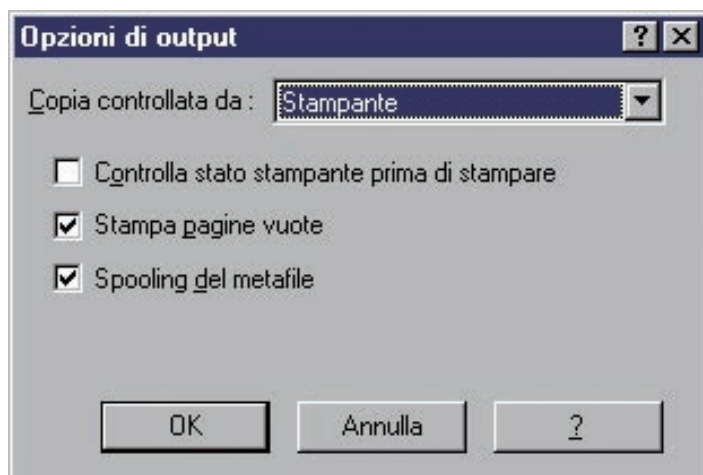 Opzioni di output
Copia controllata da : Stampante
Controlla stato stampante prima di stampare
Stampa pagine vuote
Spooling del metafile
OK Annulla ?